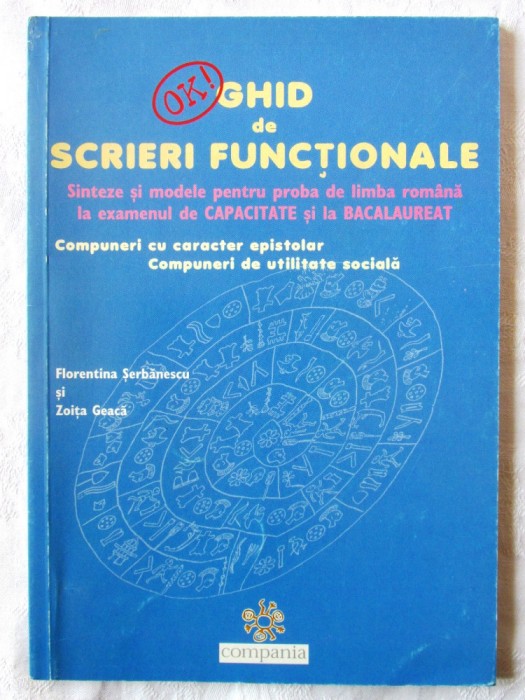 OK!
GHID
de
SCRIERI FUNCȚIONALE
Sinteze și modele pentru proba de limba română
la examenul de CAPACITATE și la BACALAUREAT
Compuneri cu caracter epistolar
Compuneri de utilitate socială
Florentina Șerbănescu
și
Zoița Geacă
compania